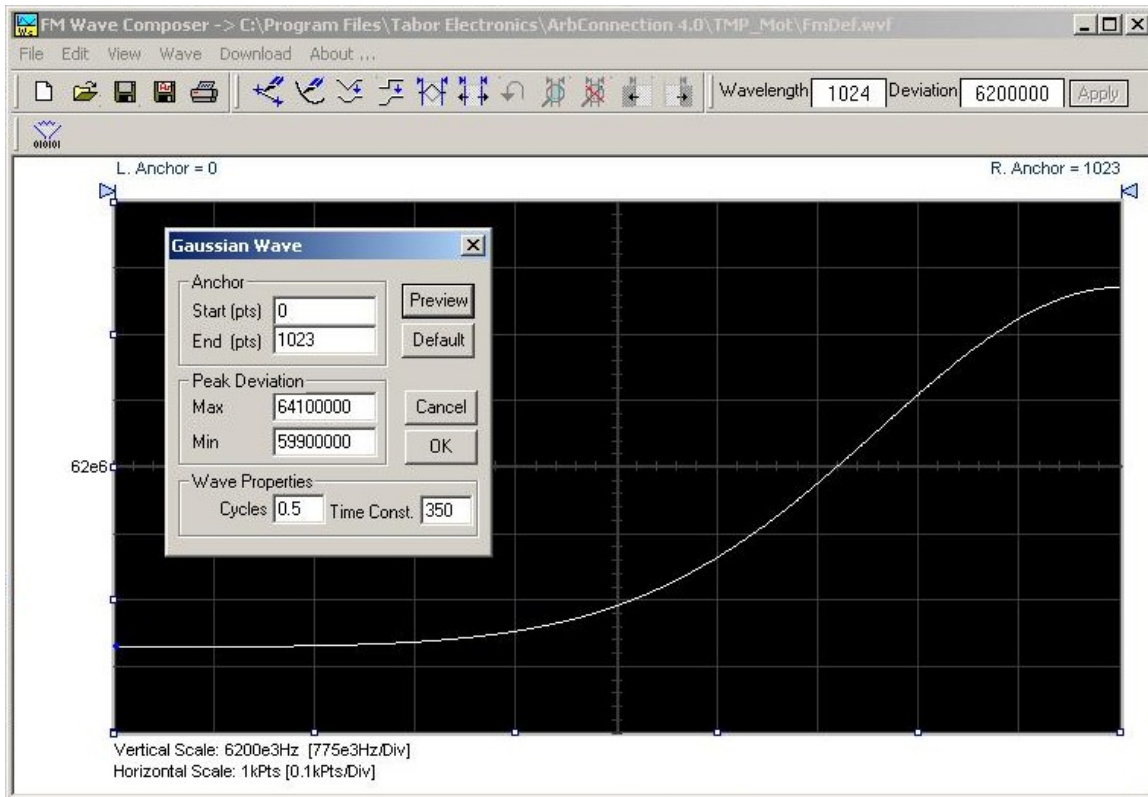 FM Wave Composer -> C:\Program Files\Tabor Electronics\ArbConnection 4.0\TMP_Mot\FmDef.wvf
File Edit View Wave Download About ...
Wavelength 1024 Deviation 6200000 Apply
010101
L. Anchor = 0 R. Anchor = 1023
Gaussian Wave
Anchor
Start (pts) 0 Preview
End (pts) 1023 Default
Peak Deviation
Max 64100000 Cancel
Min 59900000 OK
62e6
Wave Properties
Cycles 0.5 Time Const. 350
Vertical Scale: 6200e3Hz [775e3Hz/Div]
Horizontal Scale: 1kPts [0.1kPts/Div]